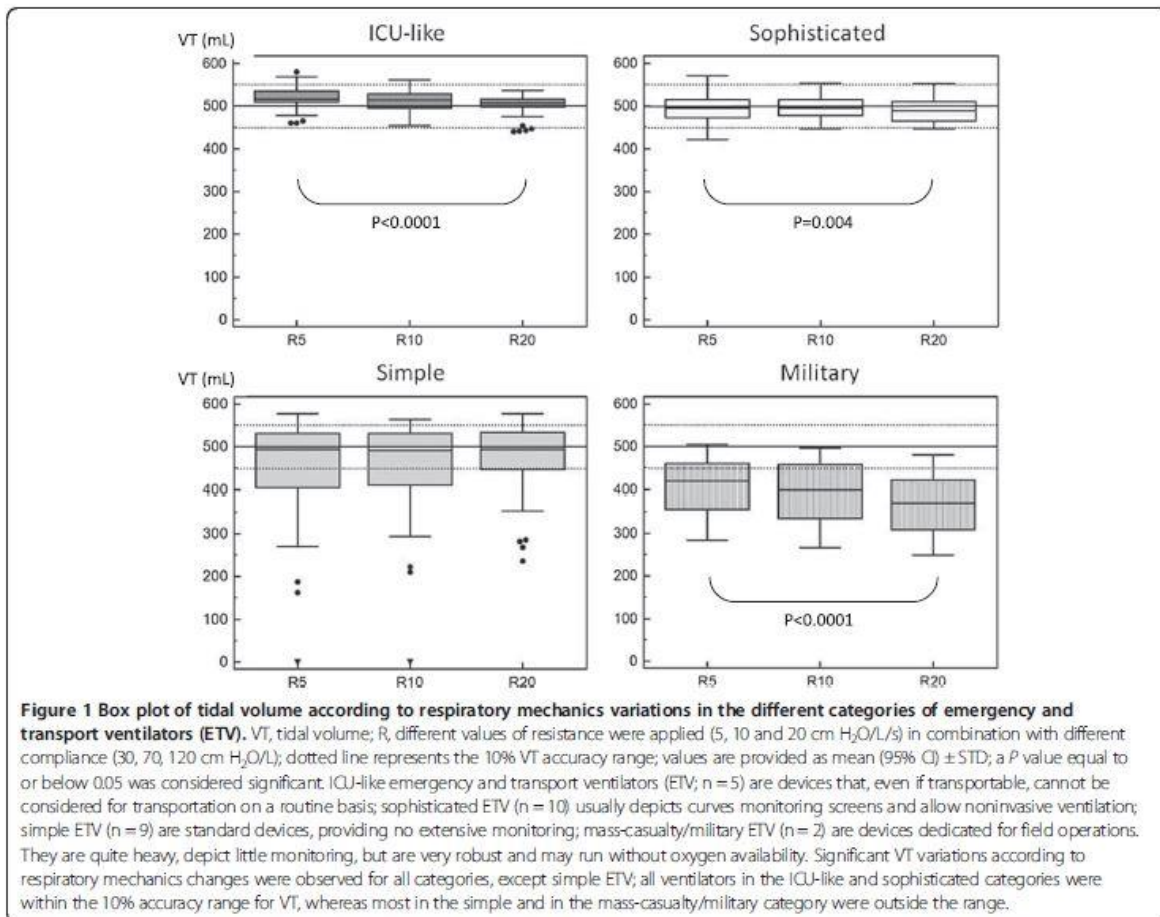 ICU-like
Sophisticated
VT (mL)
600
500
400
300
200
100
0
P<0.0001
R5
R10
R20
600
500
400
300
200
100
0
P=0.004
R5
R10
R20
Simple
Military
VT (mL)
600
500
400
300
200
100
0
R5
R10
R20
600
500
400
300
200
100
0
P<0.0001
R5
R10
R20
Figure 1 Box plot of tidal volume according to respiratory mechanics variations in the different categories of emergency and
transport ventilators (ETV). VT, tidal volume; R, different values of resistance were applied (5, 10 and 20 cm H₂O/L/s) in combination with different
compliance (30, 70, 120 cm H₂O/L); dotted line represents the 10% VT accuracy range; values are provided as mean (95% CI) ± STD; a P value equal to
or below 0.05 was considered significant. ICU-like emergency and transport ventilators (ETV; n = 5) are devices that, even if transportable, cannot be
considered for transportation on a routine basis; sophisticated ETV (n = 10) usually depicts curves monitoring screens and allow noninvasive ventilation;
simple ETV (n = 9) are standard devices, providing no extensive monitoring; mass-casualty/military ETV (n = 2) are devices dedicated for field operations.
They are quite heavy, depict little monitoring, but are very robust and may run without oxygen availability. Significant VT variations according to
respiratory mechanics changes were observed for all categories, except simple ETV; all ventilators in the ICU-like and sophisticated categories were
within the 10% accuracy range for VT, whereas most in the simple and in the mass-casualty/military category were outside the range.